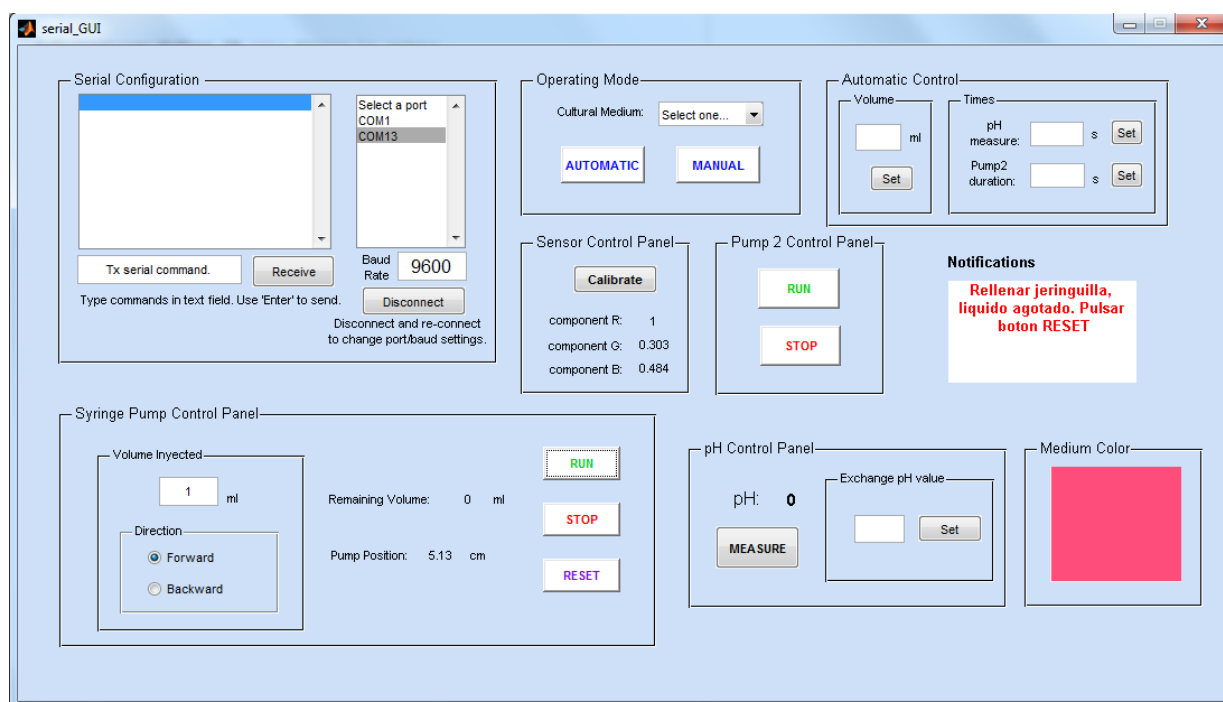 serial_GUI
Serial Configuration
Select a port
COM1
COM13
Tx serial command.
Receive
Baud
Rate
9600
Type commands in text field. Use 'Enter' to send.
Disconnect
Disconnect and re-connect
to change port/baud settings.
Operating Mode
Cultural Medium:
Select one...
AUTOMATIC
MANUAL
Automatic Control
Volume
ml
Set
Times
pH
measure:
s
Set
Pump2
duration:
s
Set
Sensor Control Panel
Calibrate
component R: 1
component G: 0.303
component B: 0.484
Pump 2 Control Panel
RUN
STOP
Notifications
Rellenar jeringuilla,
liquido agotado. Pulsar
boton RESET
Syringe Pump Control Panel
Volume Inyected
1 ml
Direction
Forward
Backward
Remaining Volume: 0 ml
Pump Position: 5.13 cm
RUN
STOP
RESET
pH Control Panel
pH: 0
MEASURE
Exchange pH value
Set
Medium Color